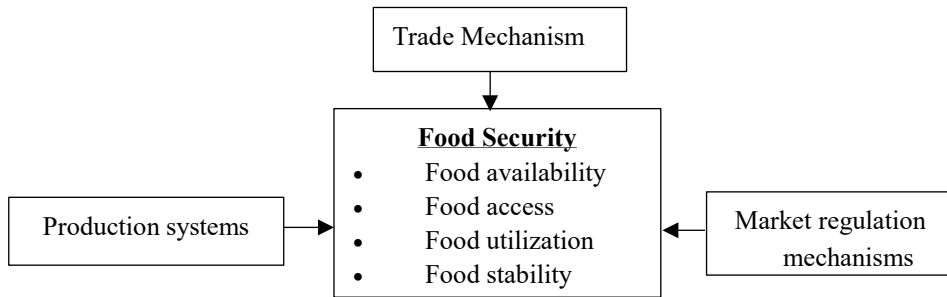 Trade Mechanism
Food Security
• Food availability
• Food access
• Food utilization
• Food stability
Production systems
Market regulation
mechanisms